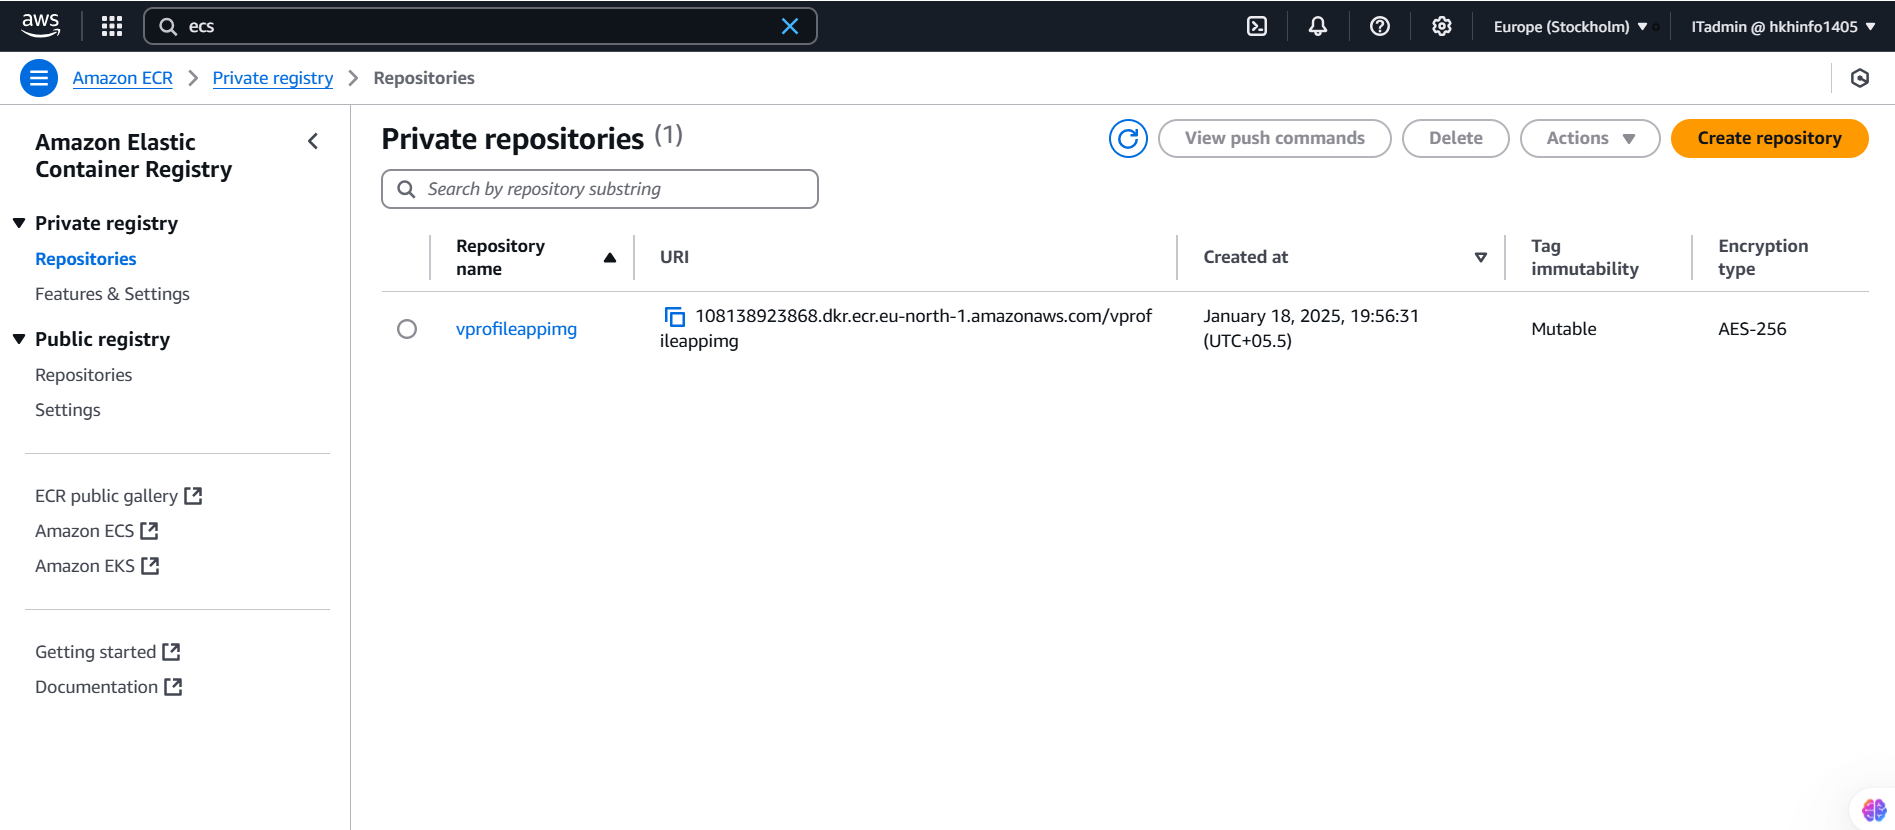 aws
ecs
Europe (Stockholm)
ITadmin @ hkhinfo1405
Amazon ECR
Private registry
Repositories
Amazon Elastic
Container Registry
Private registry
Repositories
Features & Settings
Public registry
Repositories
Settings
ECR public gallery
Amazon ECS
Amazon EKS
Getting started
Documentation
Private repositories (1)
View push commands
Delete
Actions
Create repository
Search by repository substring
Repository
name
URI
Created at
Tag
immutability
Encryption
type
vprofileappimg
108138923868.dkr.ecr.eu-north-1.amazonaws.com/vprof
ileappimg
January 18, 2025, 19:56:31
(UTC+05.5)
Mutable
AES-256